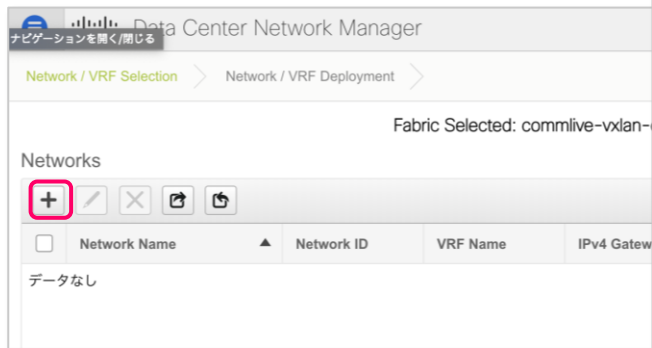 Data Center Network Manager
ナビゲーションを開く/閉じる
Network / VRF Selection Network / VRF Deployment
Fabric Selected: commlive-vxlan-
Networks
Network Name Network ID VRF Name IPv4 Gatew
データなし